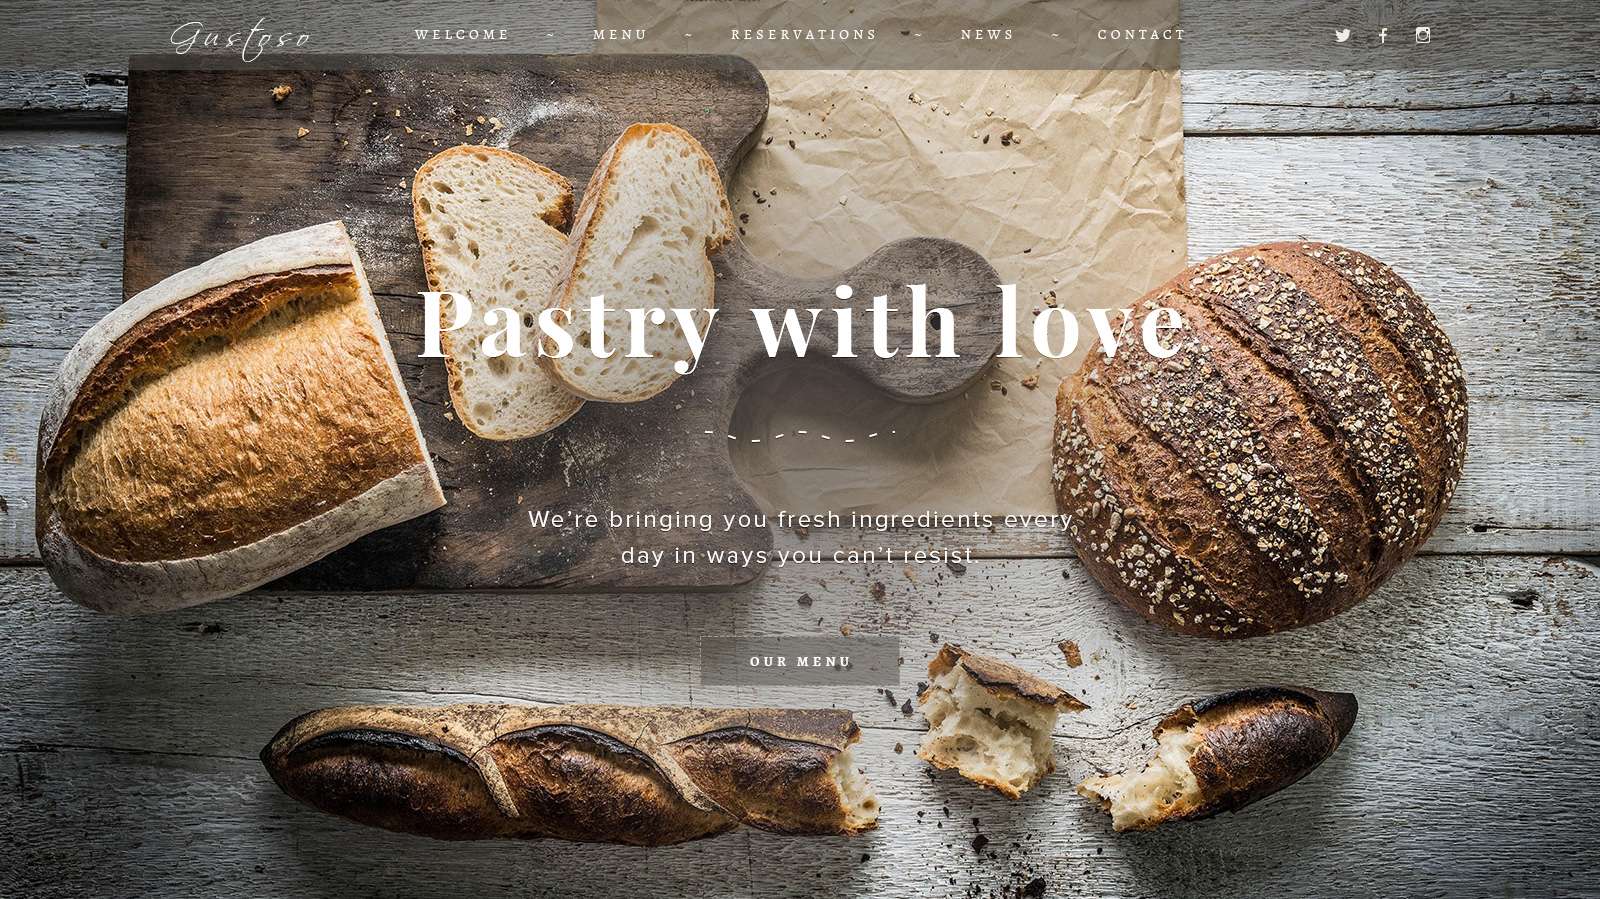 Gustoso
WELCOME ~ MENU ~ RESERVATIONS ~ NEWS ~ CONTACT
Pastry with love
We’re bringing you fresh ingredients every
day in ways you can’t resist.
OUR MENU